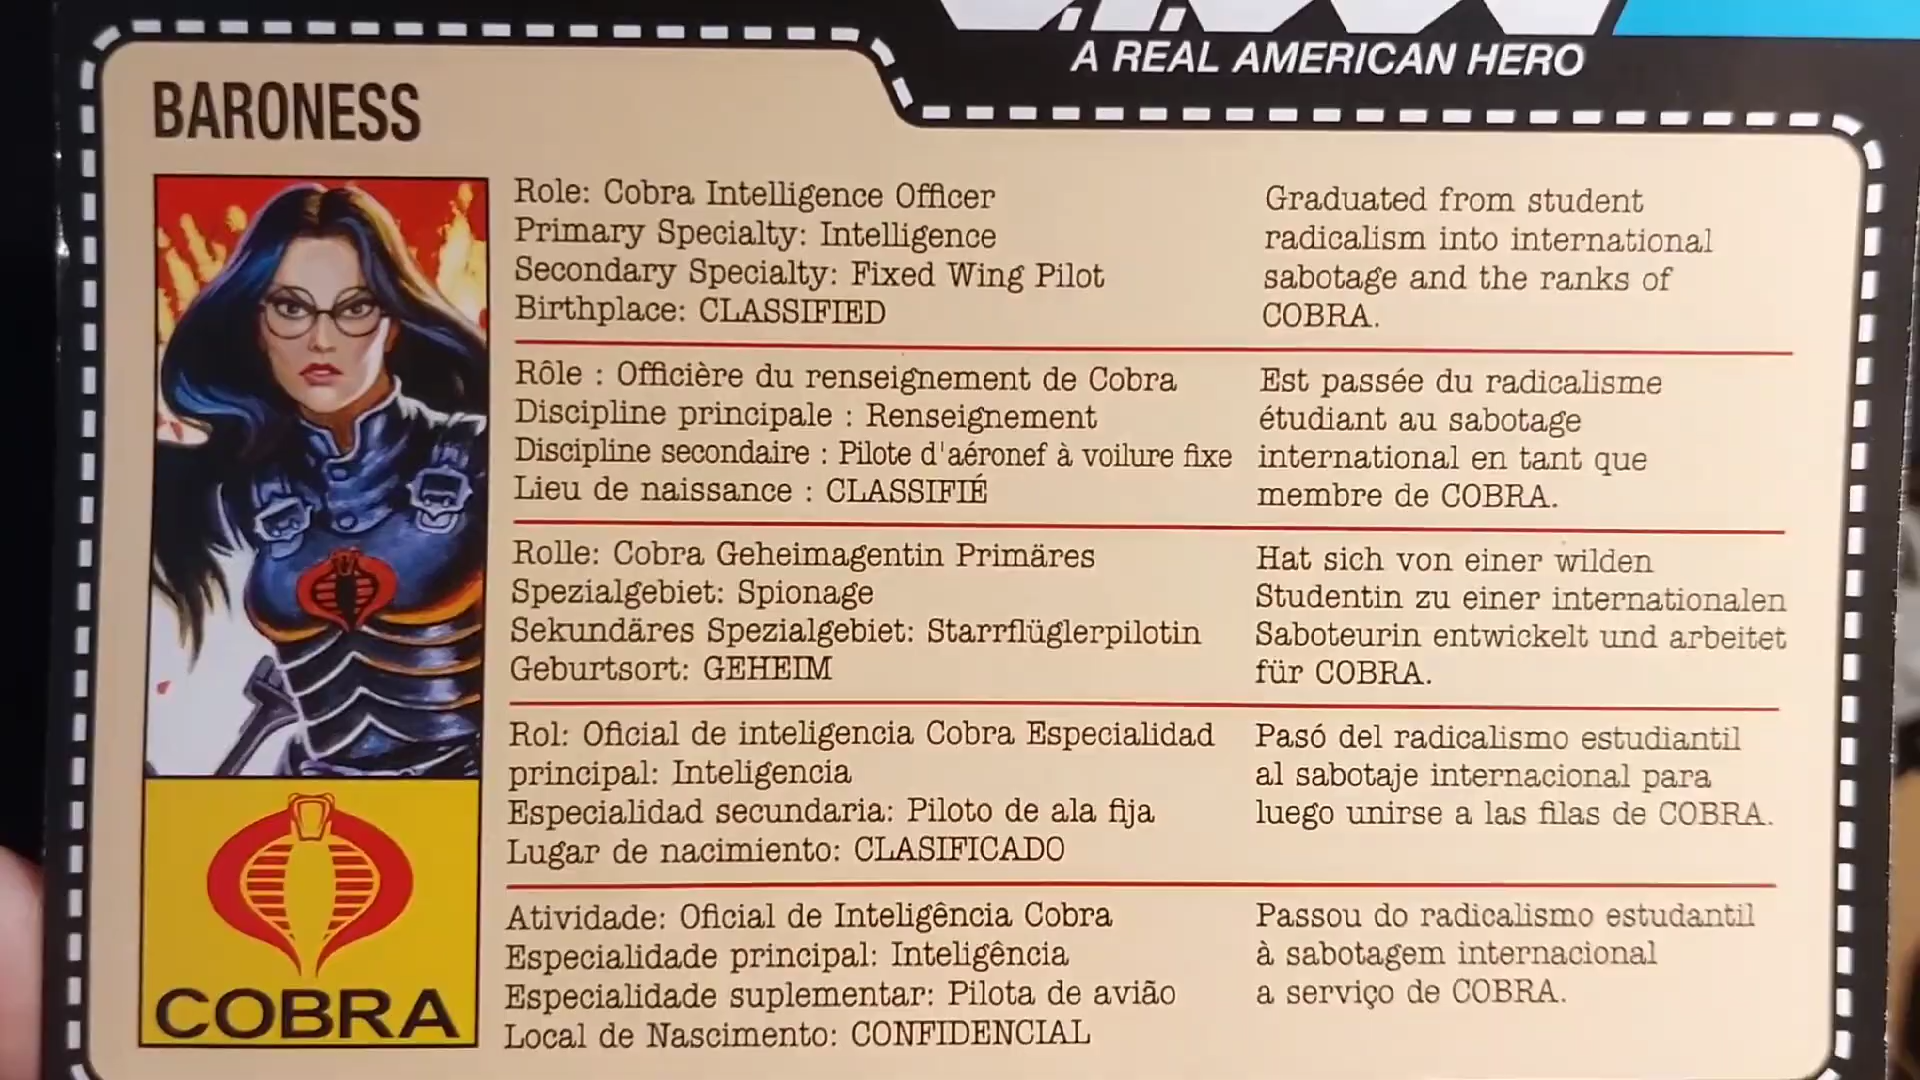 A REAL AMERICAN HERO
BARONESS
Role: Cobra Intelligence Officer
Primary Specialty: Intelligence
Secondary Specialty: Fixed Wing Pilot
Birthplace: CLASSIFIED
Graduated from student
radicalism into international
sabotage and the ranks of
COBRA.
Rôle : Officière du renseignement de Cobra
Discipline principale : Renseignement
Discipline secondaire : Pilote d'aéronef à voilure fixe
Lieu de naissance : CLASSIFIÉ
Est passée du radicalisme
étudiant au sabotage
international en tant que
membre de COBRA.
Rolle: Cobra Geheimagentin Primäres
Spezialgebiet: Spionage
Sekundäres Spezialgebiet: Starrflüglerpilotin
Geburtsort: GEHEIM
Hat sich von einer wilden
Studentin zu einer internationalen
Saboteurin entwickelt und arbeitet
für COBRA.
Rol: Oficial de inteligencia Cobra Especialidad
principal: Inteligencia
Especialidad secundaria: Piloto de ala fija
Lugar de nacimiento: CLASIFICADO
Pasó del radicalismo estudiantil
al sabotaje internacional para
luego unirse a las filas de COBRA.
Atividade: Oficial de Inteligência Cobra
Especialidade principal: Inteligência
Especialidade suplementar: Pilota de avião
Local de Nascimento: CONFIDENCIAL
Passou do radicalismo estudantil
à sabotagem internacional
a serviço de COBRA.
COBRA